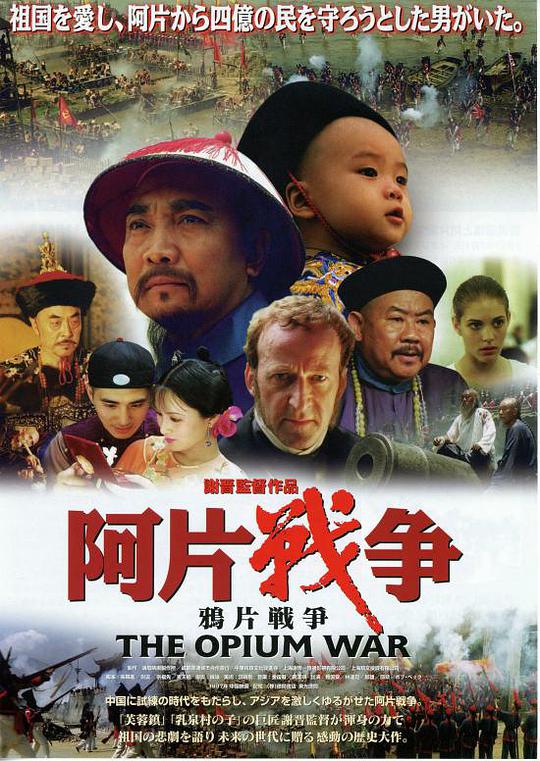 祖国を愛し、阿片から四億の民を守ろうとした男がいた。
謝晋監督作品
阿片戦争
鴉片戦争
THE OPIUM WAR
中国に試練の時代をもたらし、アジアを激しくゆるがせた阿片戦争。
「芙蓉鎮」「乳泉村の子」の巨匠謝晋監督が渾身の力で
祖国の悲劇を語り未来の世代に贈る感動の歴史大作。